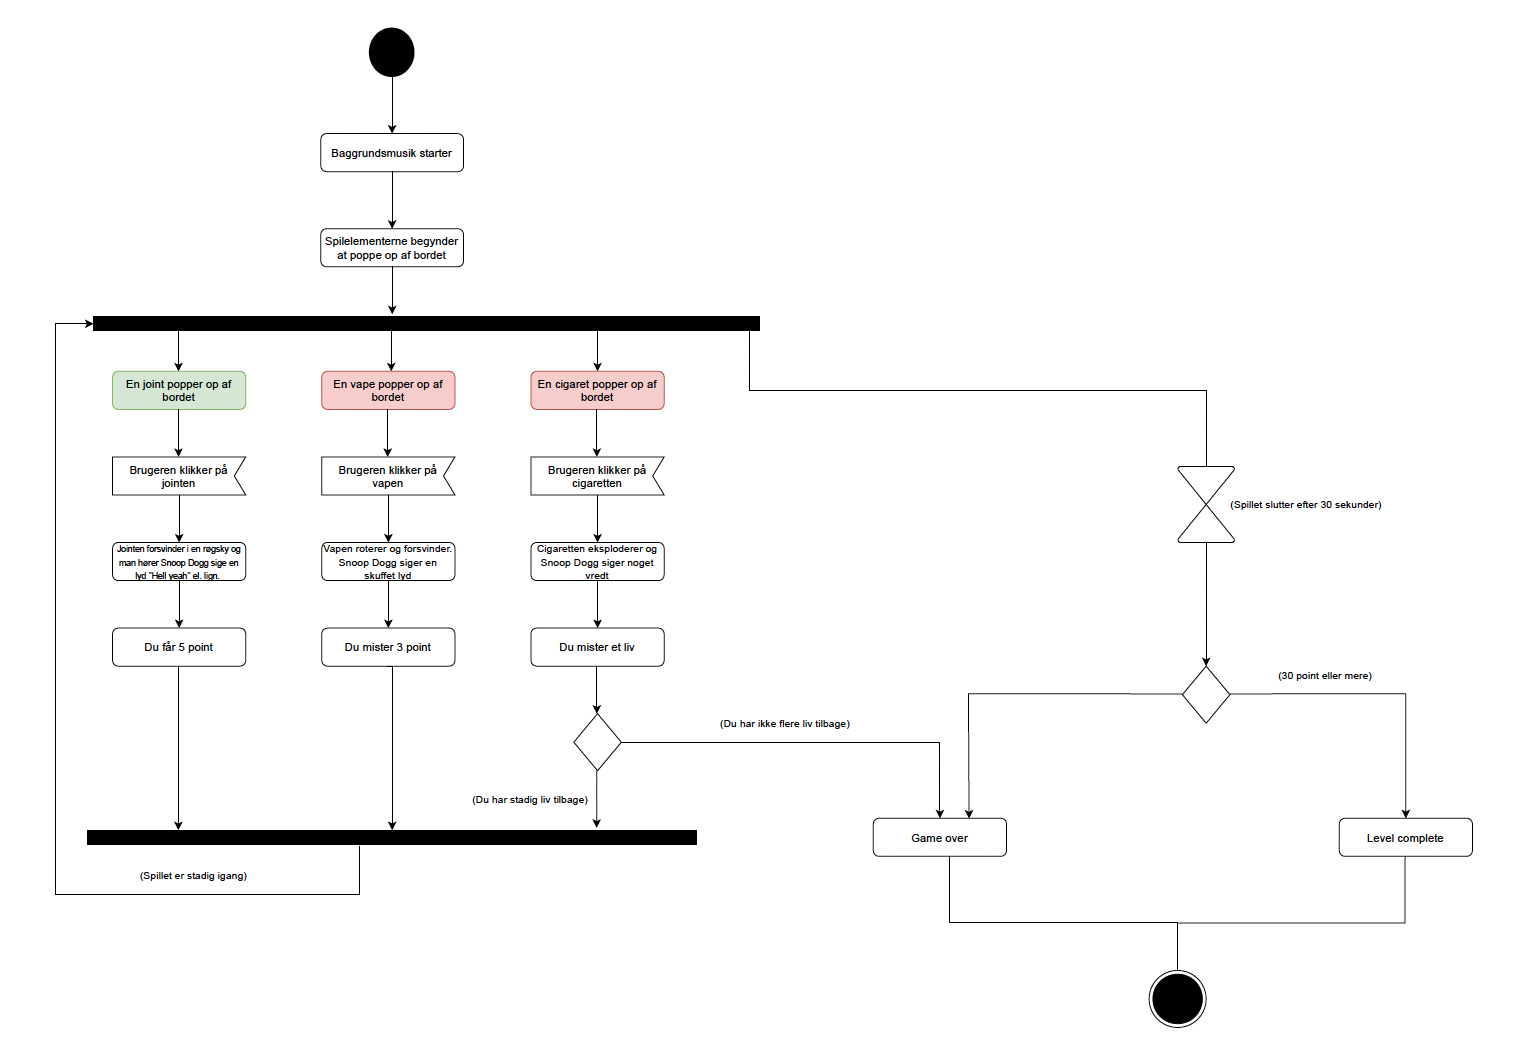 Baggrundsmusik starter
Spilelementerne begynder
at poppe op af bordet
En joint popper op af
bordet
En vape popper op af
bordet
En cigaret popper op af
bordet
Brugeren klikker på
jointen
Brugeren klikker på
vapen
Brugeren klikker på
cigaretten
(Spillet slutter efter 30 sekunder)
Jointen forsvinder i en røgsky og
man hører Snoop Dogg sige en
lyd "Hell yeah" el. lign.
Vapen roterer og forsvinder.
Snoop Dogg siger en
skuffet lyd
Cigaretten eksploderer og
Snoop Dogg siger noget
vredt
Du får 5 point
Du mister 3 point
Du mister et liv
(30 point eller mere)
(Du har ikke flere liv tilbage)
(Du har stadig liv tilbage)
Game over
Level complete
(Spillet er stadig igang)